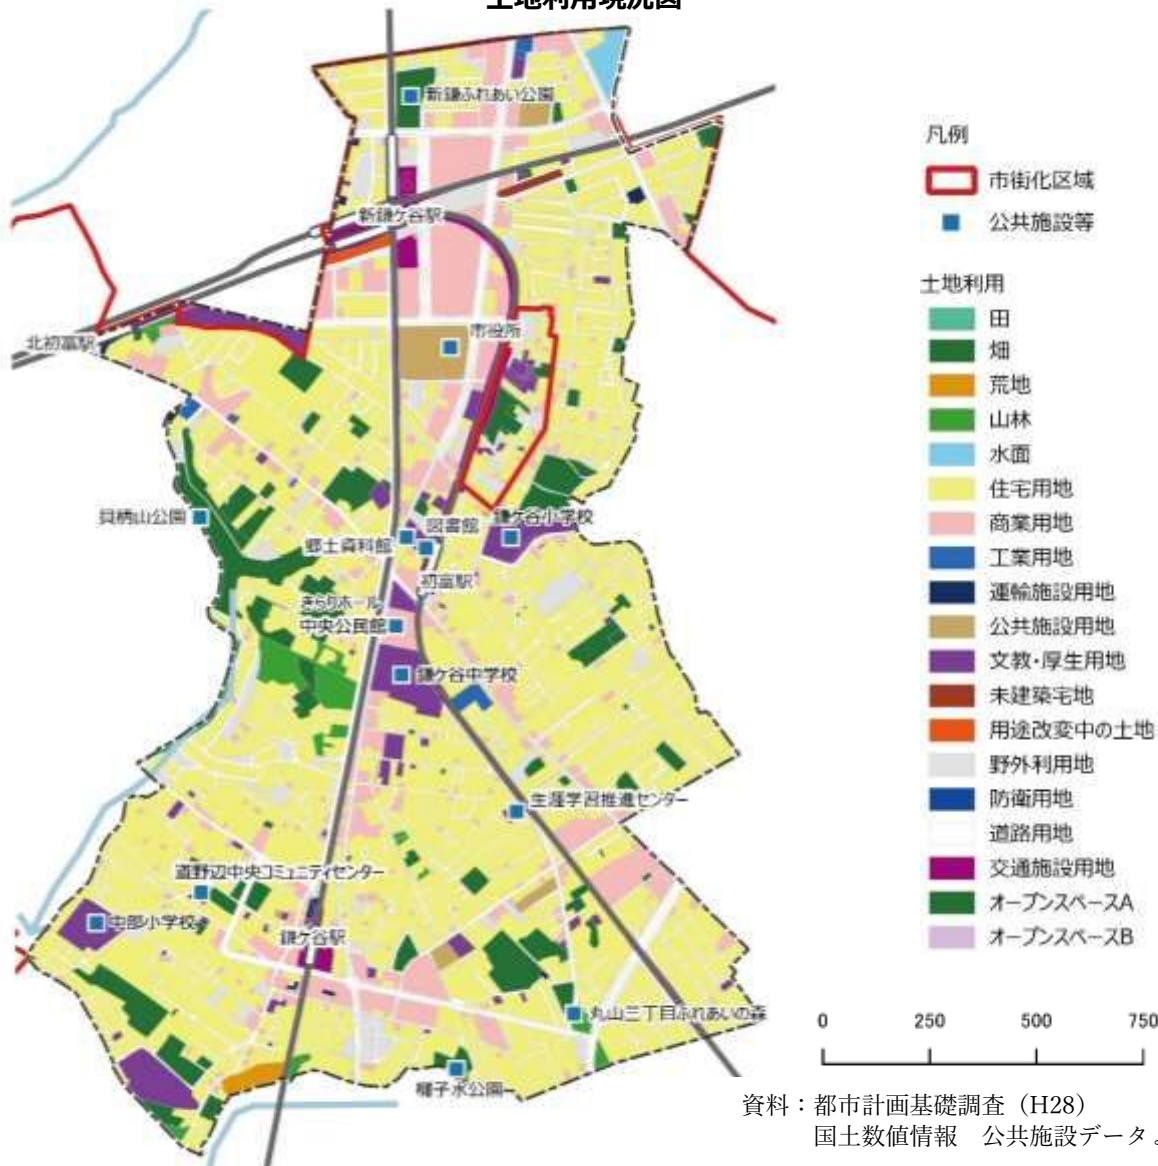 土地利用現況図
新鎌ふれあい公園
新鎌ケ谷駅
北初富駅
市役所
貝柄山公園
図書館
鎌ケ谷小学校
郷土資料館
初富駅
きらりホール
中央公民館
鎌ケ谷中学校
生涯学習推進センター
道野辺中央コミュニティセンター
中部小学校
鎌ケ谷駅
丸山三丁目ふれあいの森
囃子水公園
凡例
市街化区域
公共施設等
土地利用
田
畑
荒地
山林
水面
住宅用地
商業用地
工業用地
運輸施設用地
公共施設用地
文教・厚生用地
未建築宅地
用途改変中の土地
野外利用地
防衛用地
道路用地
交通施設用地
オープンスペースA
オープンスペースB
0 250 500 750
資料：都市計画基礎調査（H28）
国土数値情報 公共施設データ。